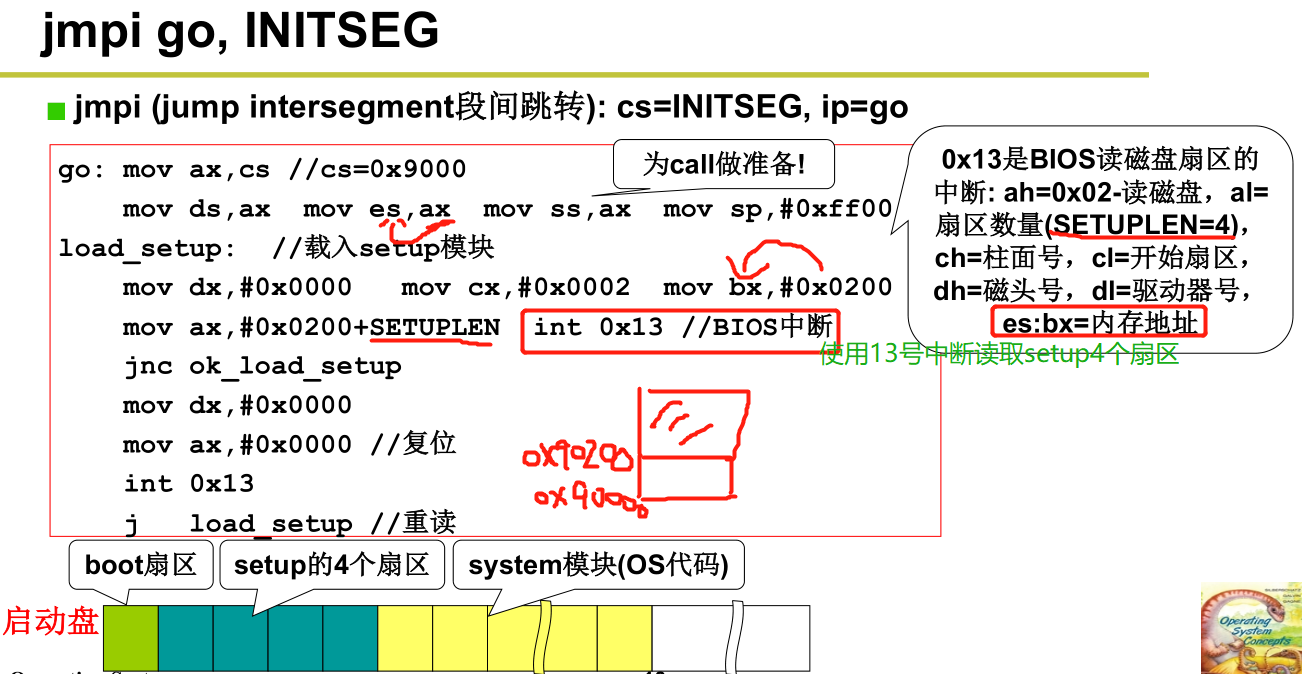 jmpi go, INITSEG
jmpi (jump intersegment段间跳转): cs=INITSEG, ip=go
go: mov ax,cs //cs=0x9000
为call做准备!
mov ds,ax mov es,ax mov ss,ax mov sp,#0xff00
load_setup: //载入setup模块
mov dx,#0x0000 mov cx,#0x0002 mov bx,#0x0200
mov ax,#0x0200+SETUPLEN int 0x13 //BIOS中断
jnc ok_load_setup
mov dx,#0x0000
mov ax,#0x0000 //复位
int 0x13
j load_setup //重读
0x13是BIOS读磁盘扇区的
中断: ah=0x02-读磁盘，al=
扇区数量(SETUPLEN=4)，
ch=柱面号，cl=开始扇区，
dh=磁头号，dl=驱动器号，
es:bx=内存地址
使用13号中断读取setup4个扇区
0x90200
0x90000
boot扇区
setup的4个扇区
system模块(OS代码)
启动盘
Operating
System
Concepts